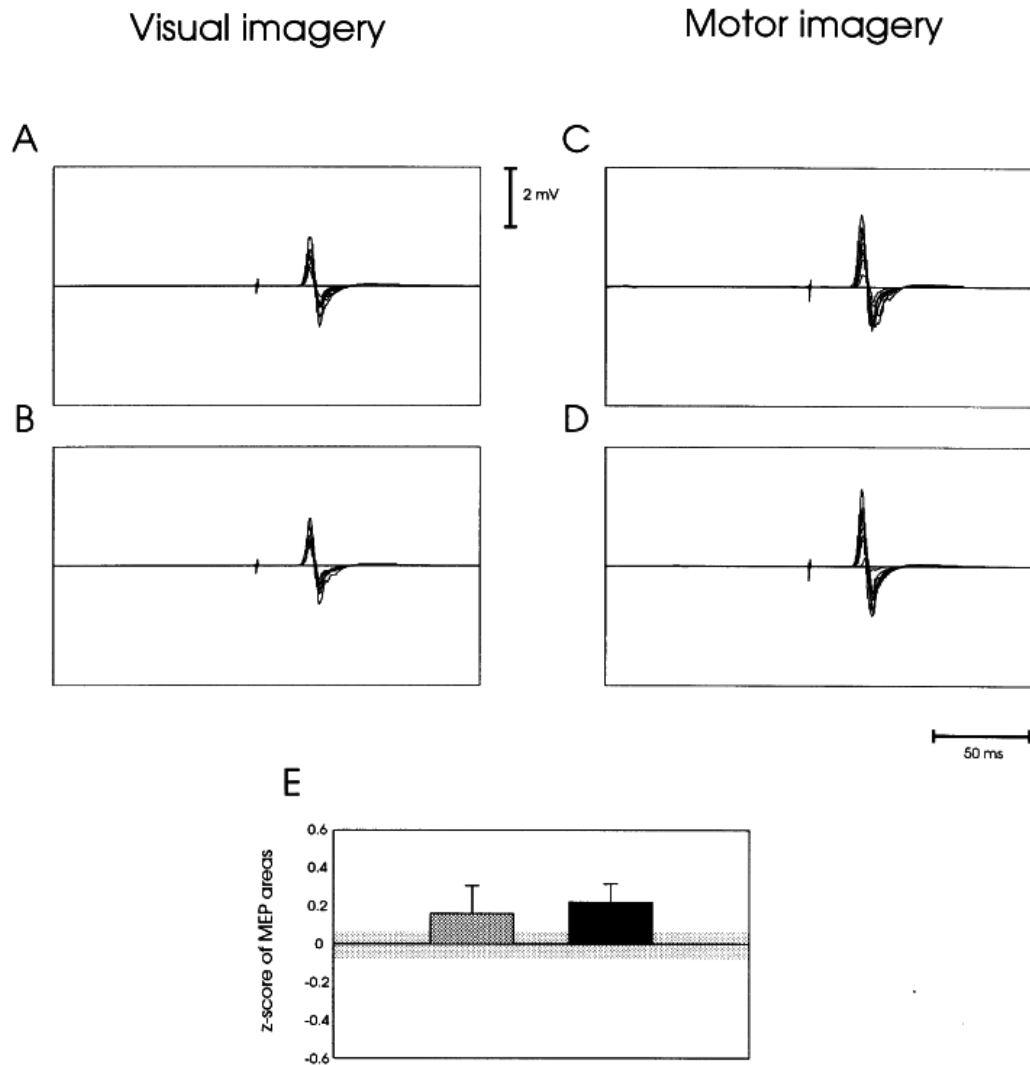 Visual imagery
Motor imagery
A
C
2 mV
B
D
50 ms
E
z-score of MEP areas
0.6
0.4
0.2
0
-0.2
-0.4
-0.6